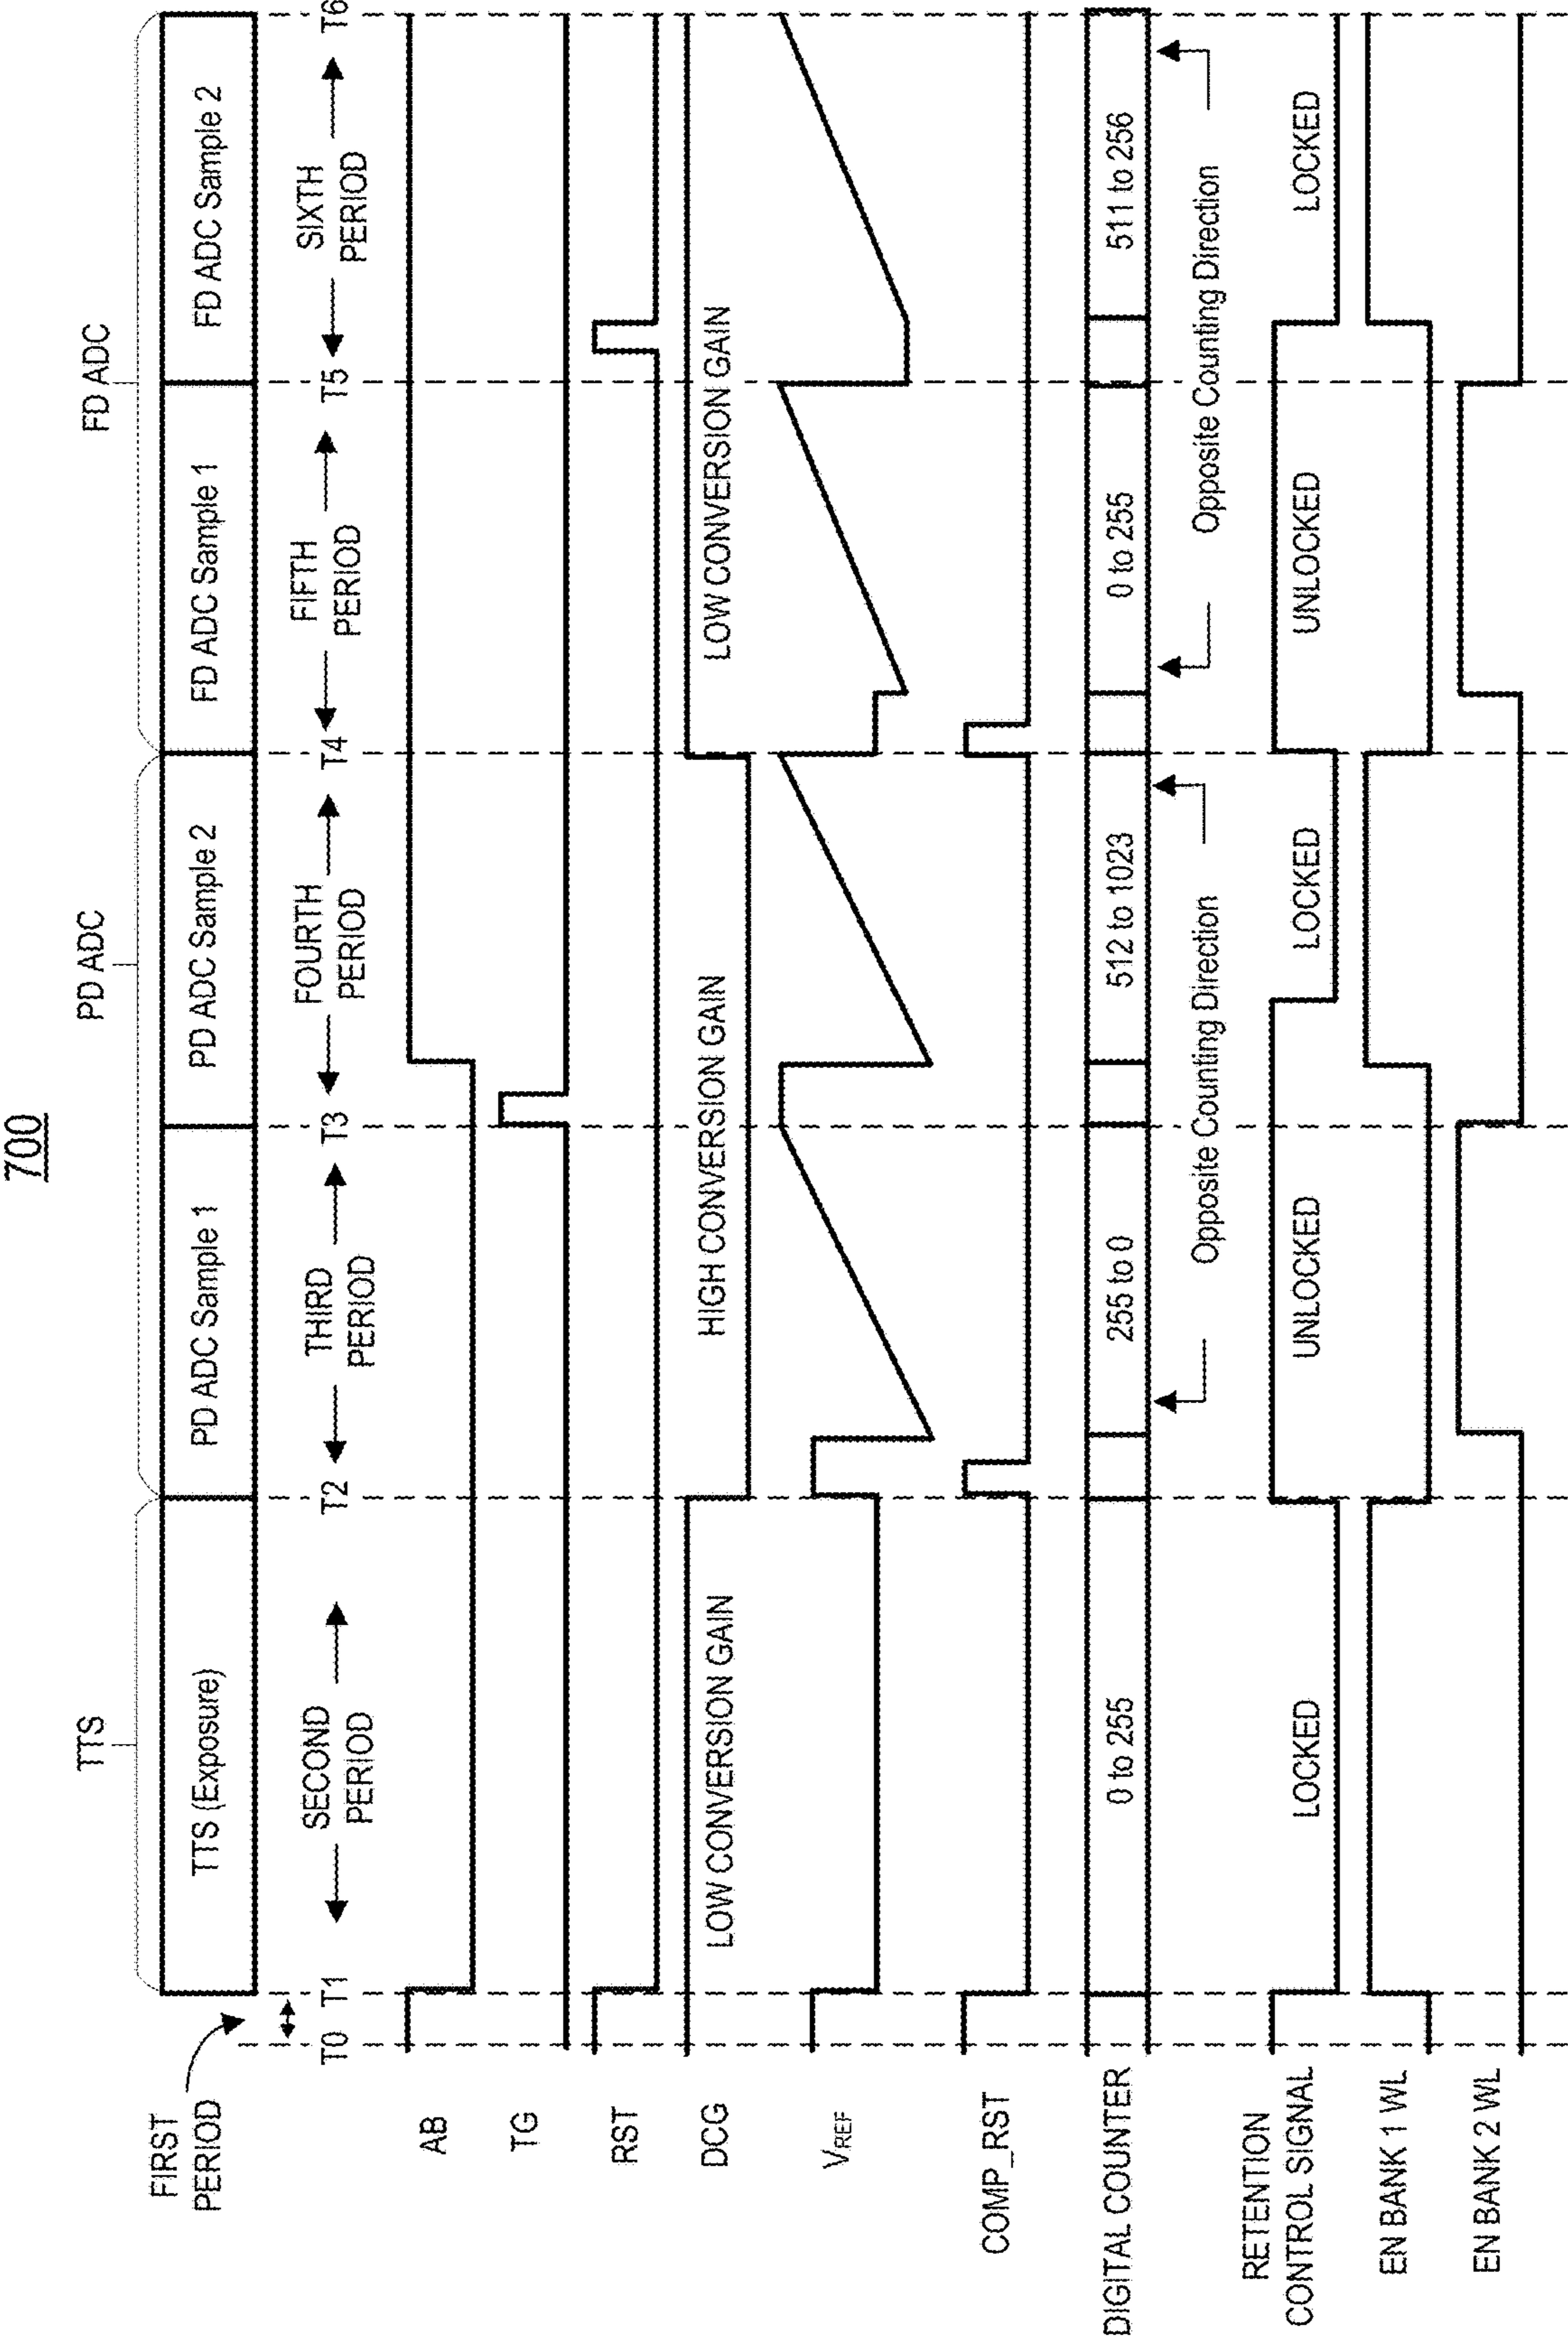 700
TTS
PD ADC
FD ADC
TTS (Exposure)
PD ADC Sample 1
PD ADC Sample 2
FD ADC Sample 1
FD ADC Sample 2
FIRST
PERIOD
SECOND
PERIOD
THIRD
PERIOD
FOURTH
PERIOD
FIFTH
PERIOD
SIXTH
PERIOD
T0
T1
T2
T3
T4
T5
T6
AB
TG
RST
DCG
LOW CONVERSION GAIN
HIGH CONVERSION GAIN
LOW CONVERSION GAIN
VREF
COMP_RST
DIGITAL COUNTER
0 to 255
255 to 0
512 to 1023
0 to 255
511 to 256
Opposite Counting Direction
Opposite Counting Direction
RETENTION
CONTROL SIGNAL
LOCKED
UNLOCKED
LOCKED
UNLOCKED
LOCKED
EN BANK 1 WL
EN BANK 2 WL